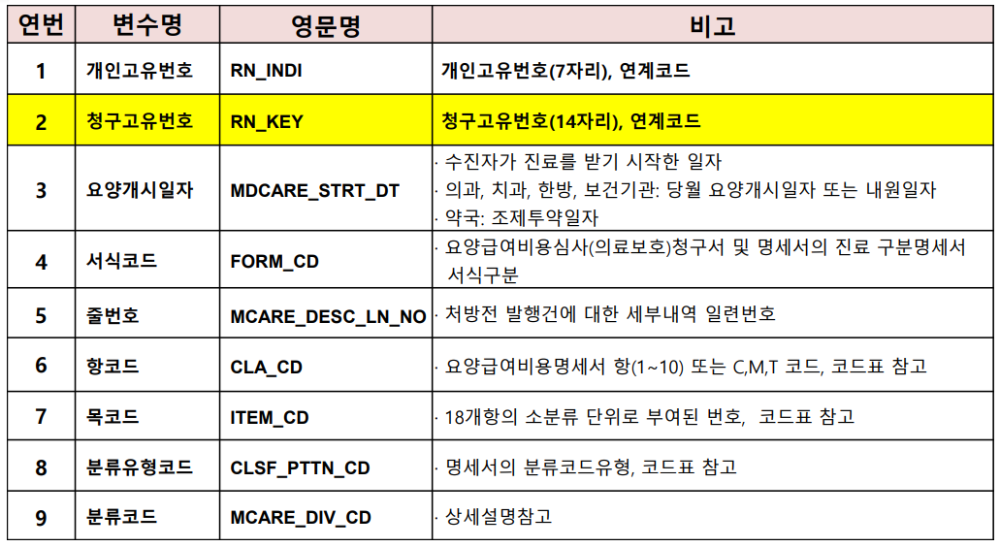 연번 변수명 영문명 비고
1 개인고유번호 RN_INDI 개인고유번호(7자리), 연계코드
2 청구고유번호 RN_KEY 청구고유번호(14자리), 연계코드
3 요양개시일자 MDCARE_STRT_DT · 수진자가 진료를 받기 시작한 일자
· 의과, 치과, 한방, 보건기관: 당월 요양개시일자 또는 내원일자
· 약국: 조제투약일자
4 서식코드 FORM_CD · 요양급여비용심사(의료보호)청구서 및 명세서의 진료 구분명세서
서식구분
5 줄번호 MCARE_DESC_LN_NO · 처방전 발행건에 대한 세부내역 일련번호
6 항코드 CLA_CD · 요양급여비용명세서 항(1~10) 또는 C,M,T 코드, 코드표 참고
7 목코드 ITEM_CD · 18개항의 소분류 단위로 부여된 번호, 코드표 참고
8 분류유형코드 CLSF_PTTN_CD · 명세서의 분류코드유형, 코드표 참고
9 분류코드 MCARE_DIV_CD · 상세설명참고